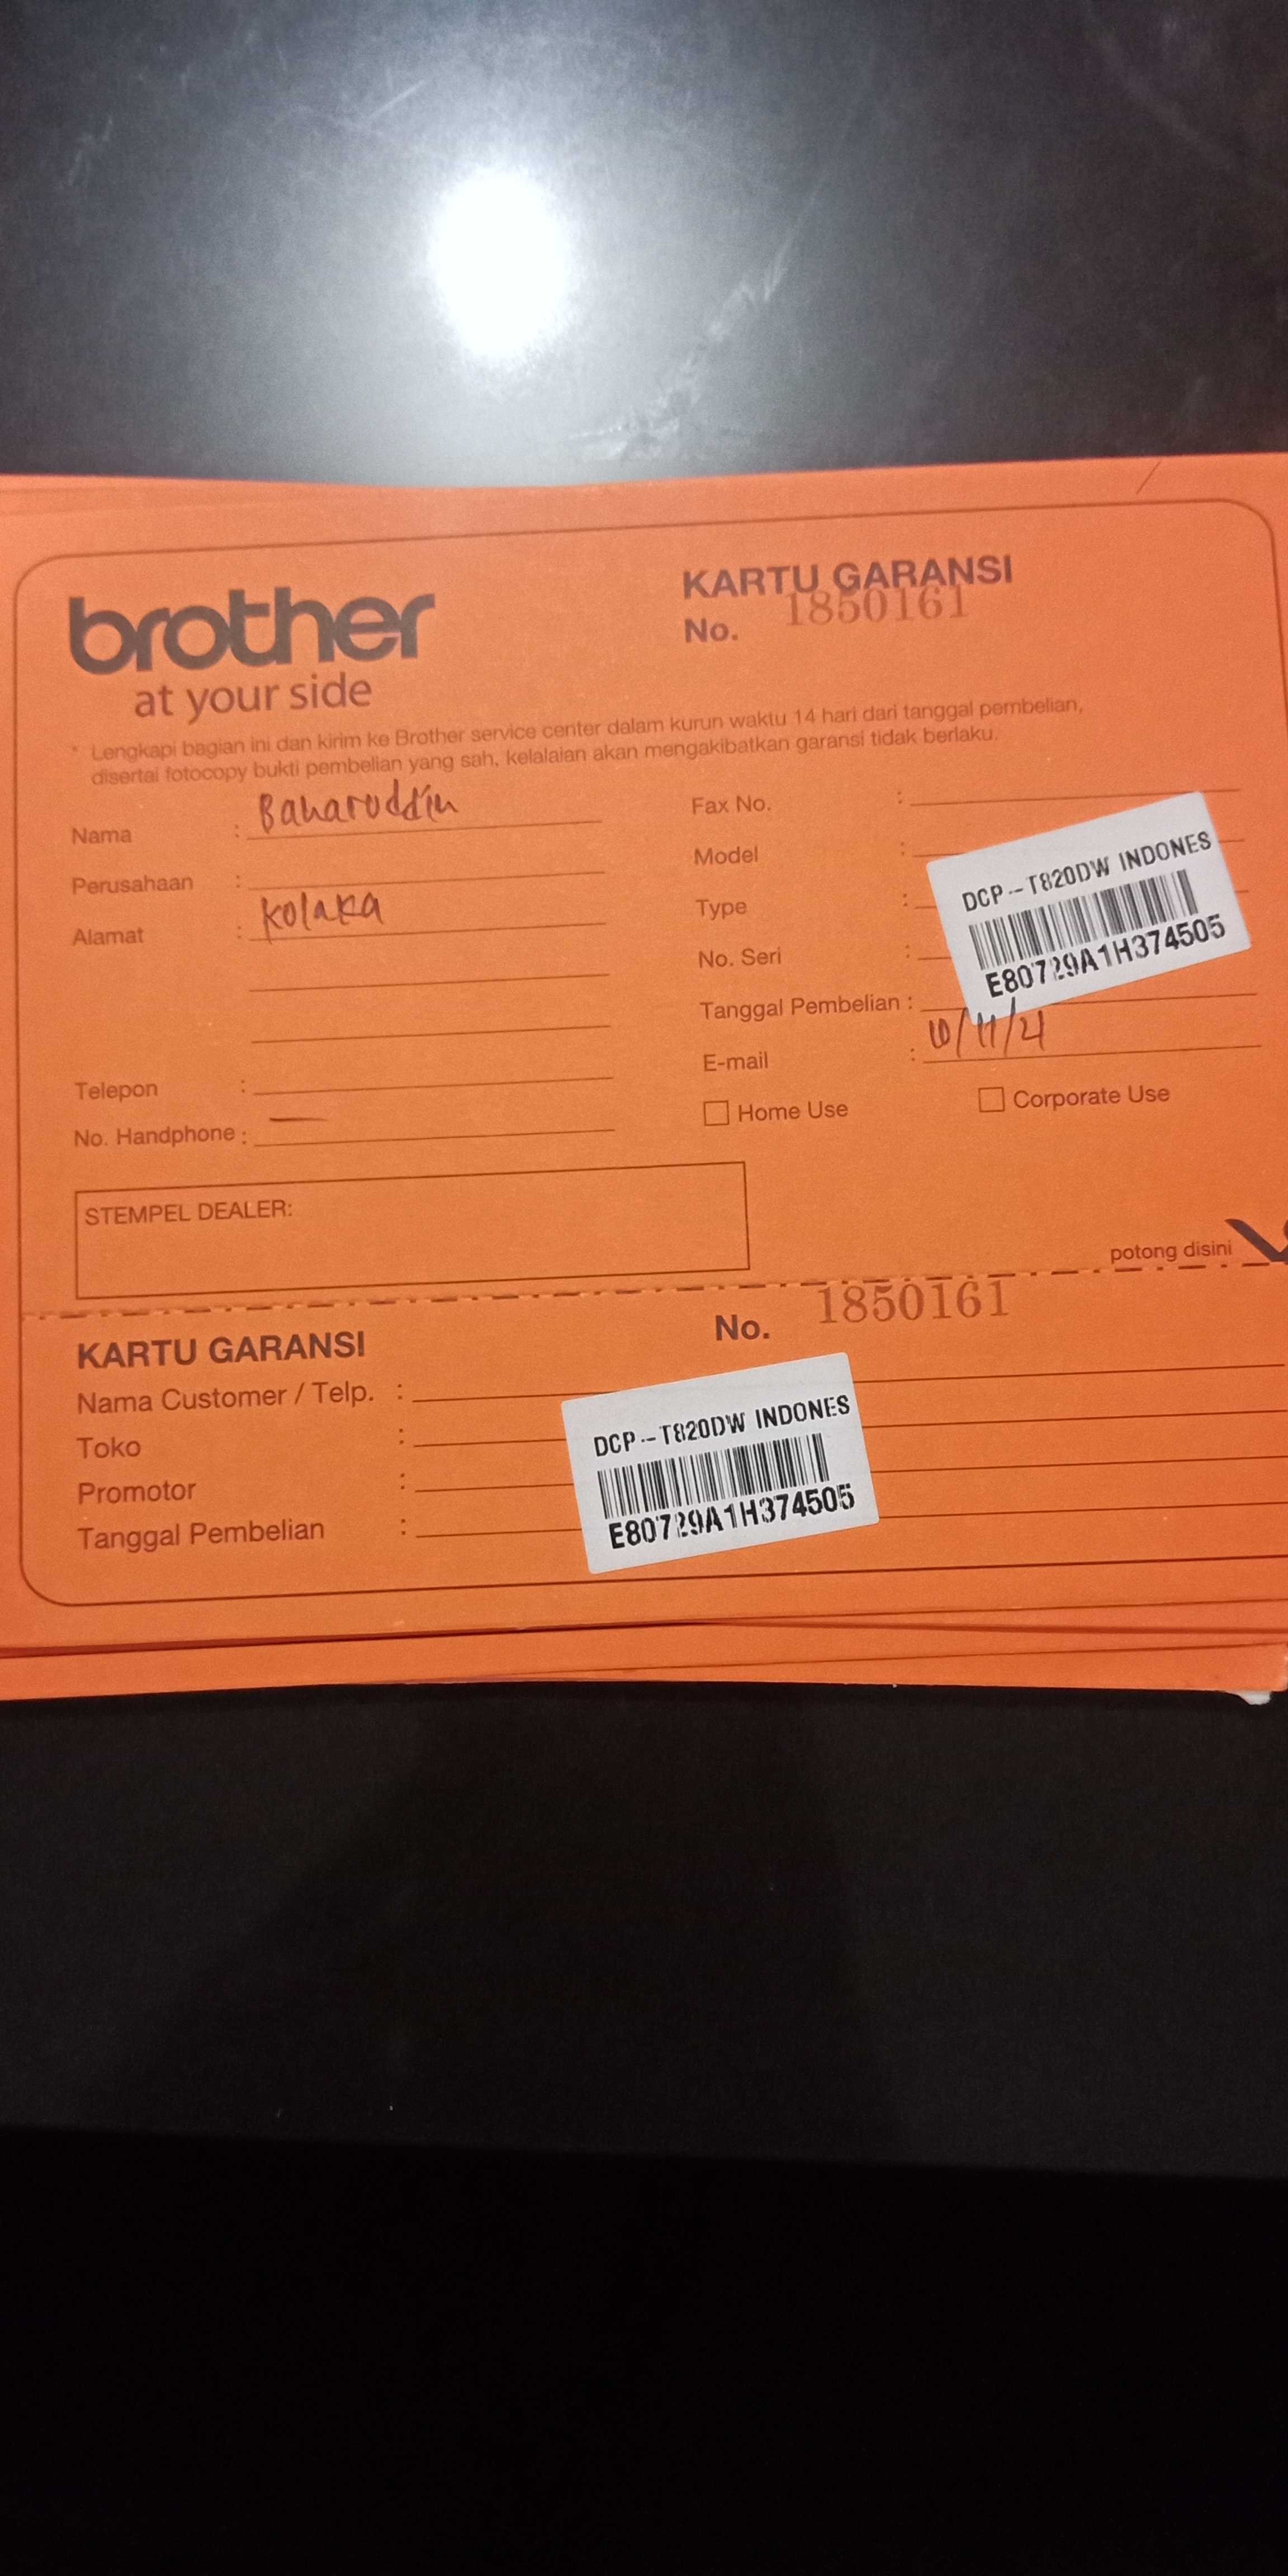 brother
at your side
KARTU GARANSI
No. 1850161
* Lengkapi bagian ini dan kirim ke Brother service center dalam kurun waktu 14 hari dari tanggal pembelian,
disertai fotocopy bukti pembelian yang sah, kelalaian akan mengakibatkan garansi tidak berlaku.
Nama : Baharuddin
Perusahaan :
Alamat : Kolaka
Telepon :
No. Handphone : —
Fax No. :
Model :
Type :
No. Seri :
DCP-T820DW INDONES
E80729A1H374505
Tanggal Pembelian :
E-mail : 10/11/21
Home Use
Corporate Use
STEMPEL DEALER:
potong disini
KARTU GARANSI
No. 1850161
Nama Customer / Telp. :
Toko :
Promotor :
Tanggal Pembelian :
DCP-T820DW INDONES
E80729A1H374505